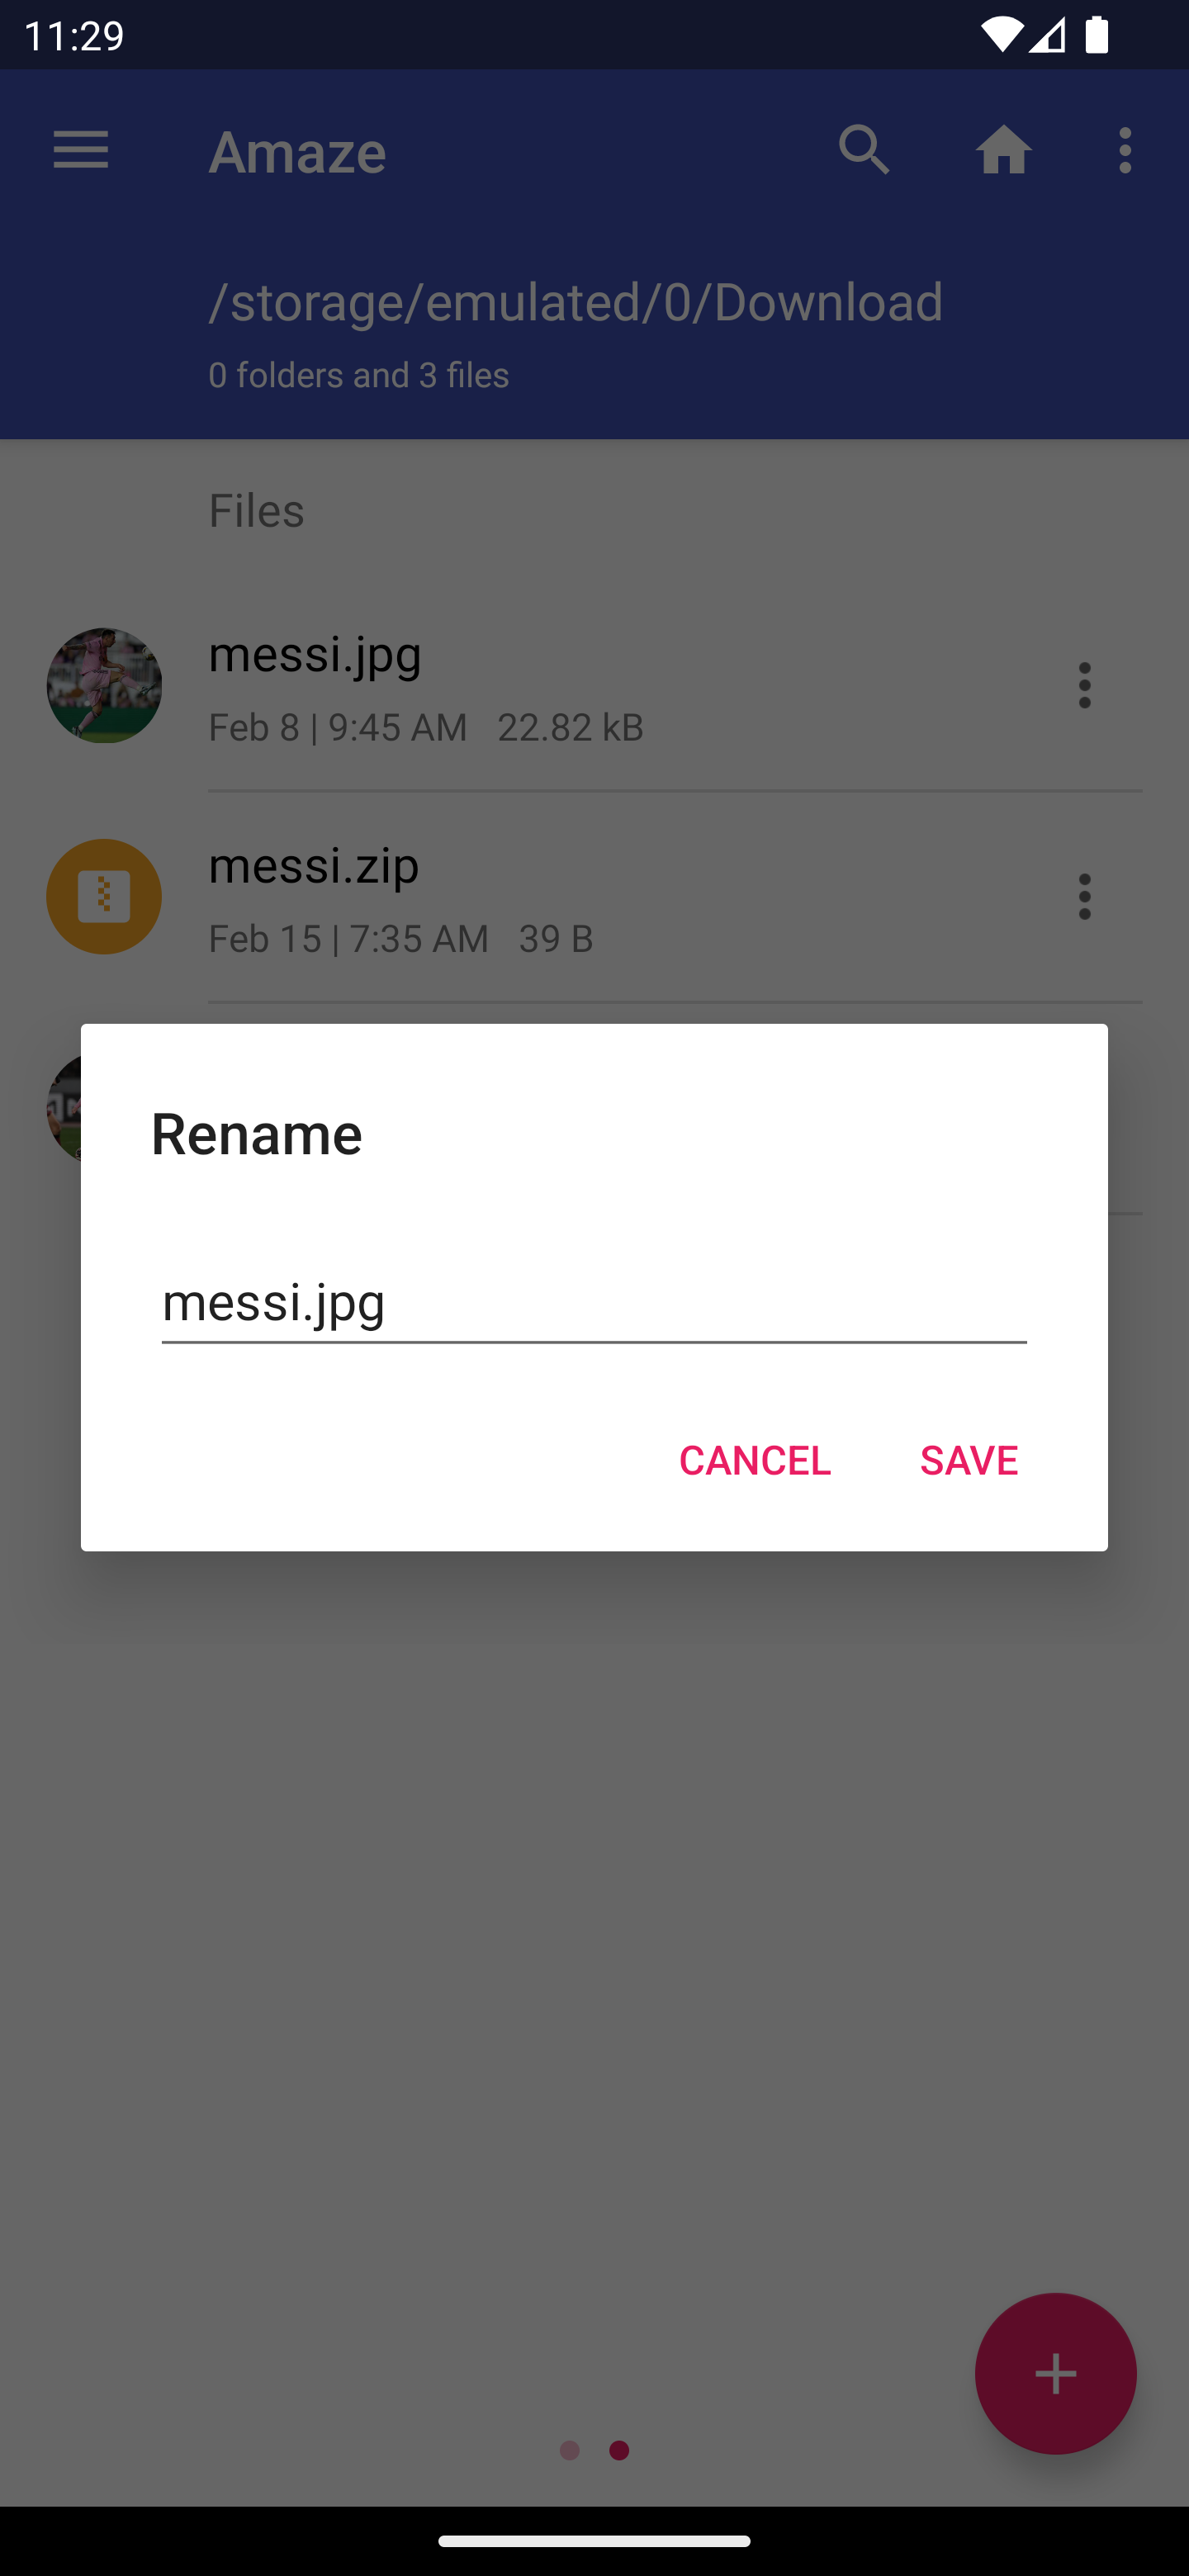 11:29
Amaze
/storage/emulated/0/Download
0 folders and 3 files
Files
messi.jpg
Feb 8 | 9:45 AM 22.82 kB
messi.zip
Feb 15 | 7:35 AM 39 B
Rename
messi.jpg
CANCEL SAVE